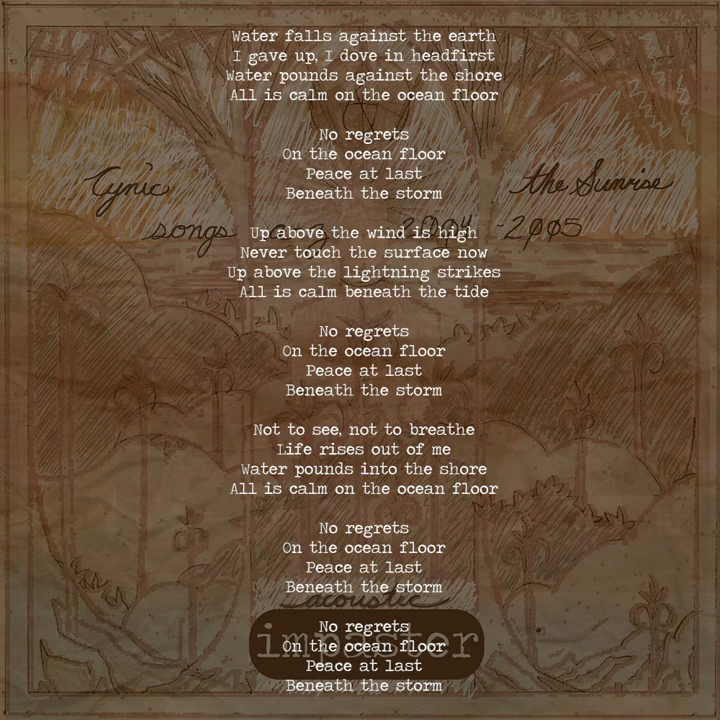 Water falls against the earth
I gave up, I dove in headfirst
Water pounds against the shore
All is calm on the ocean floor
No regrets
On the ocean floor
Peace at last
Beneath the storm
Cynic
the Sunrise
songs
2004 - 2005
Up above the wind is high
Never touch the surface now
Up above the lightning strikes
All is calm beneath the tide
No regrets
On the ocean floor
Peace at last
Beneath the storm
Not to see, not to breathe
Life rises out of me
Water pounds into the shore
All is calm on the ocean floor
No regrets
On the ocean floor
Peace at last
Beneath the storm
acoustic
impaster
No regrets
On the ocean floor
Peace at last
Beneath the storm